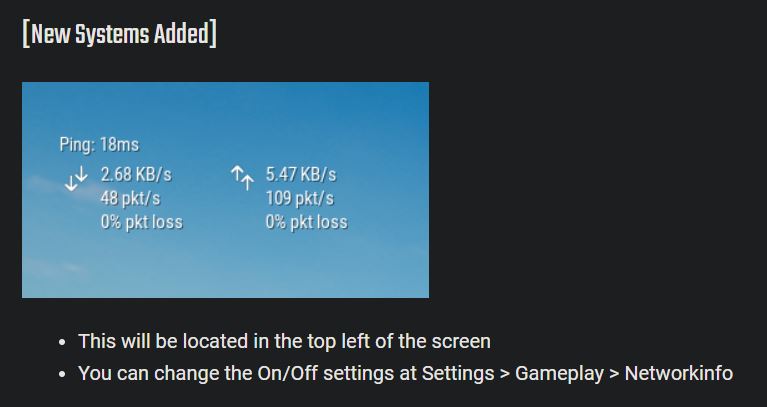 [New Systems Added]
Ping: 18ms
2.68 KB/s 5.47 KB/s
48 pkt/s 109 pkt/s
0% pkt loss 0% pkt loss
• This will be located in the top left of the screen
• You can change the On/Off settings at Settings > Gameplay > Networkinfo